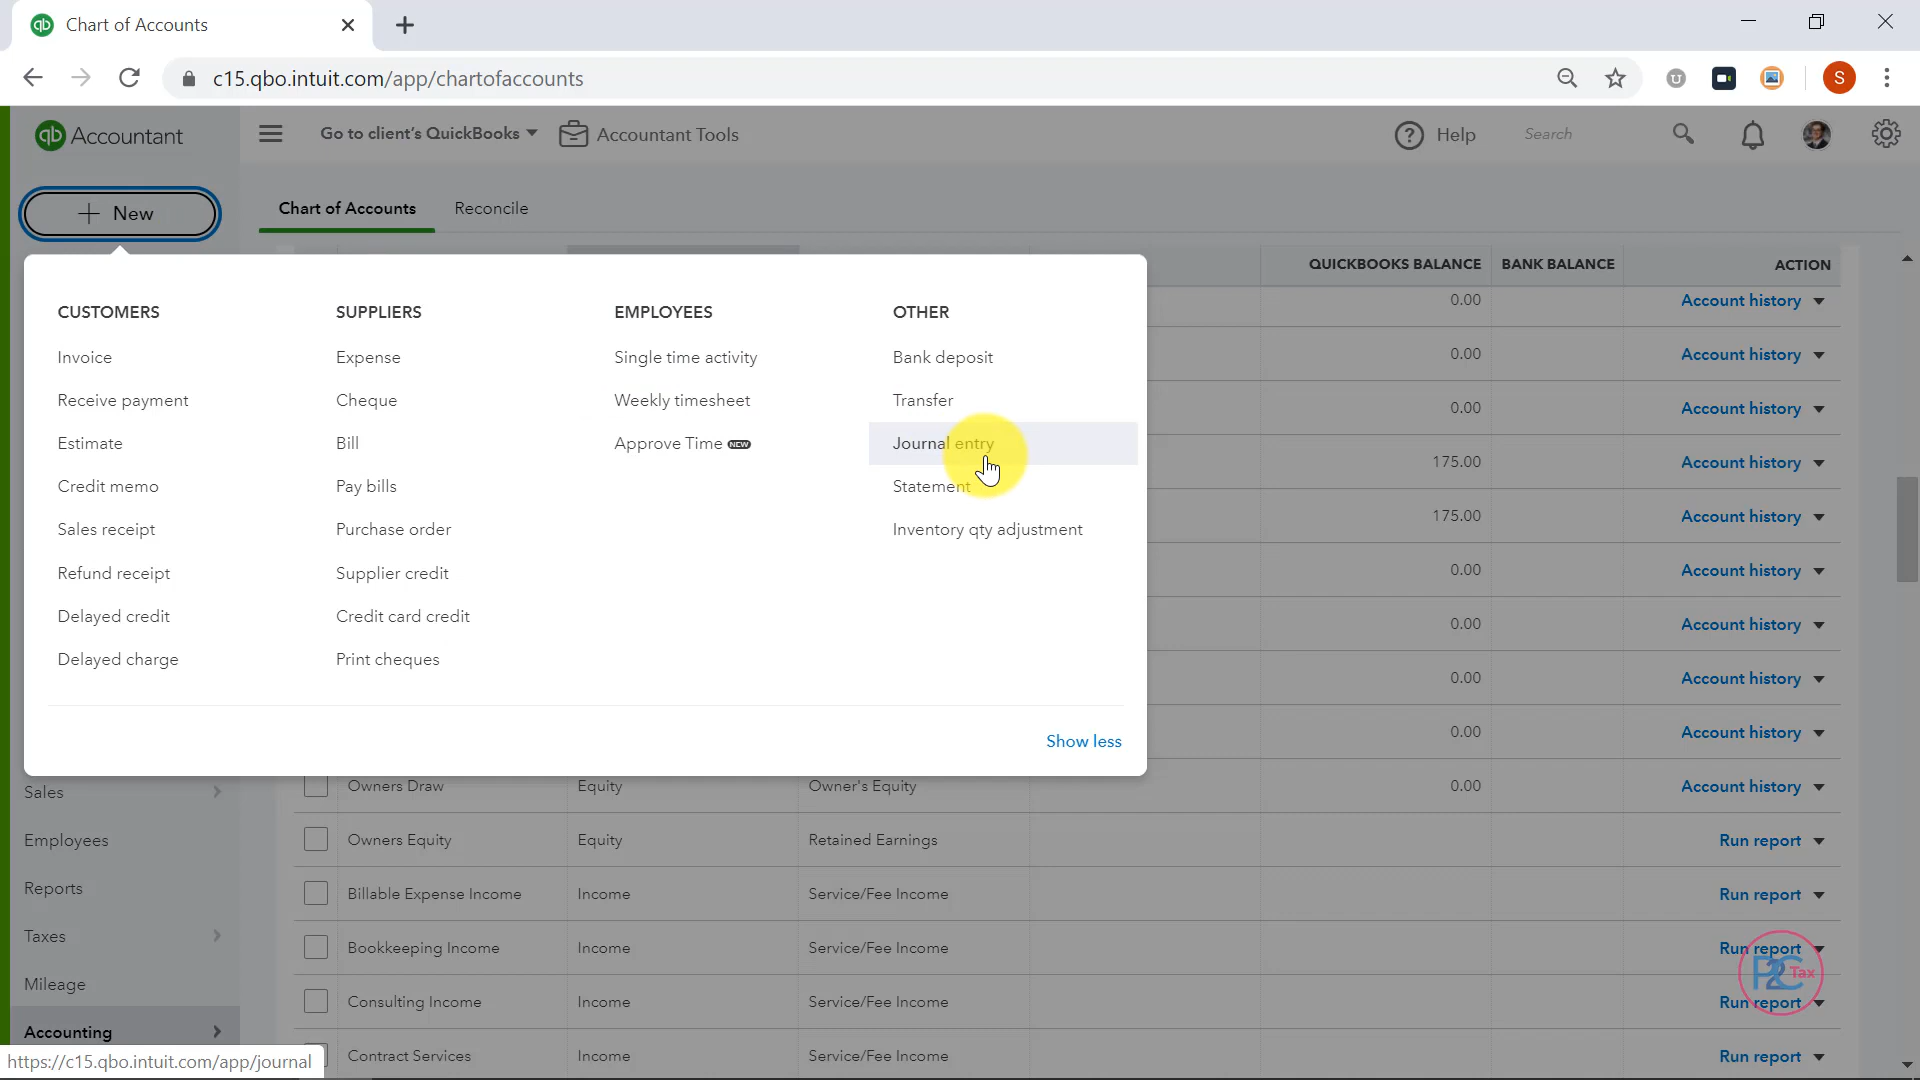 Chart of Accounts
c15.qbo.intuit.com/app/chartofaccounts
S
qb Accountant
Go to client's QuickBooks
Accountant Tools
Help
Search
New
Chart of Accounts
Reconcile
QUICKBOOKS BALANCE
BANK BALANCE
ACTION
CUSTOMERS
Invoice
Receive payment
Estimate
Credit memo
Sales receipt
Refund receipt
Delayed credit
Delayed charge
SUPPLIERS
Expense
Cheque
Bill
Pay bills
Purchase order
Supplier credit
Credit card credit
Print cheques
EMPLOYEES
Single time activity
Weekly timesheet
Approve Time NEW
OTHER
Bank deposit
Transfer
Journal entry
Statement
Inventory qty adjustment
Show less
0.00 Account history
0.00 Account history
0.00 Account history
175.00 Account history
175.00 Account history
0.00 Account history
0.00 Account history
0.00 Account history
0.00 Account history
Owners Draw Equity Owner's Equity 0.00 Account history
Owners Equity Equity Retained Earnings Run report
Billable Expense Income Income Service/Fee Income Run report
Bookkeeping Income Income Service/Fee Income Run report
Consulting Income Income Service/Fee Income Run report
Contract Services Income Service/Fee Income Run report
Sales
Employees
Reports
Taxes
Mileage
Accounting
P2C Tax
https://c15.qbo.intuit.com/app/journal